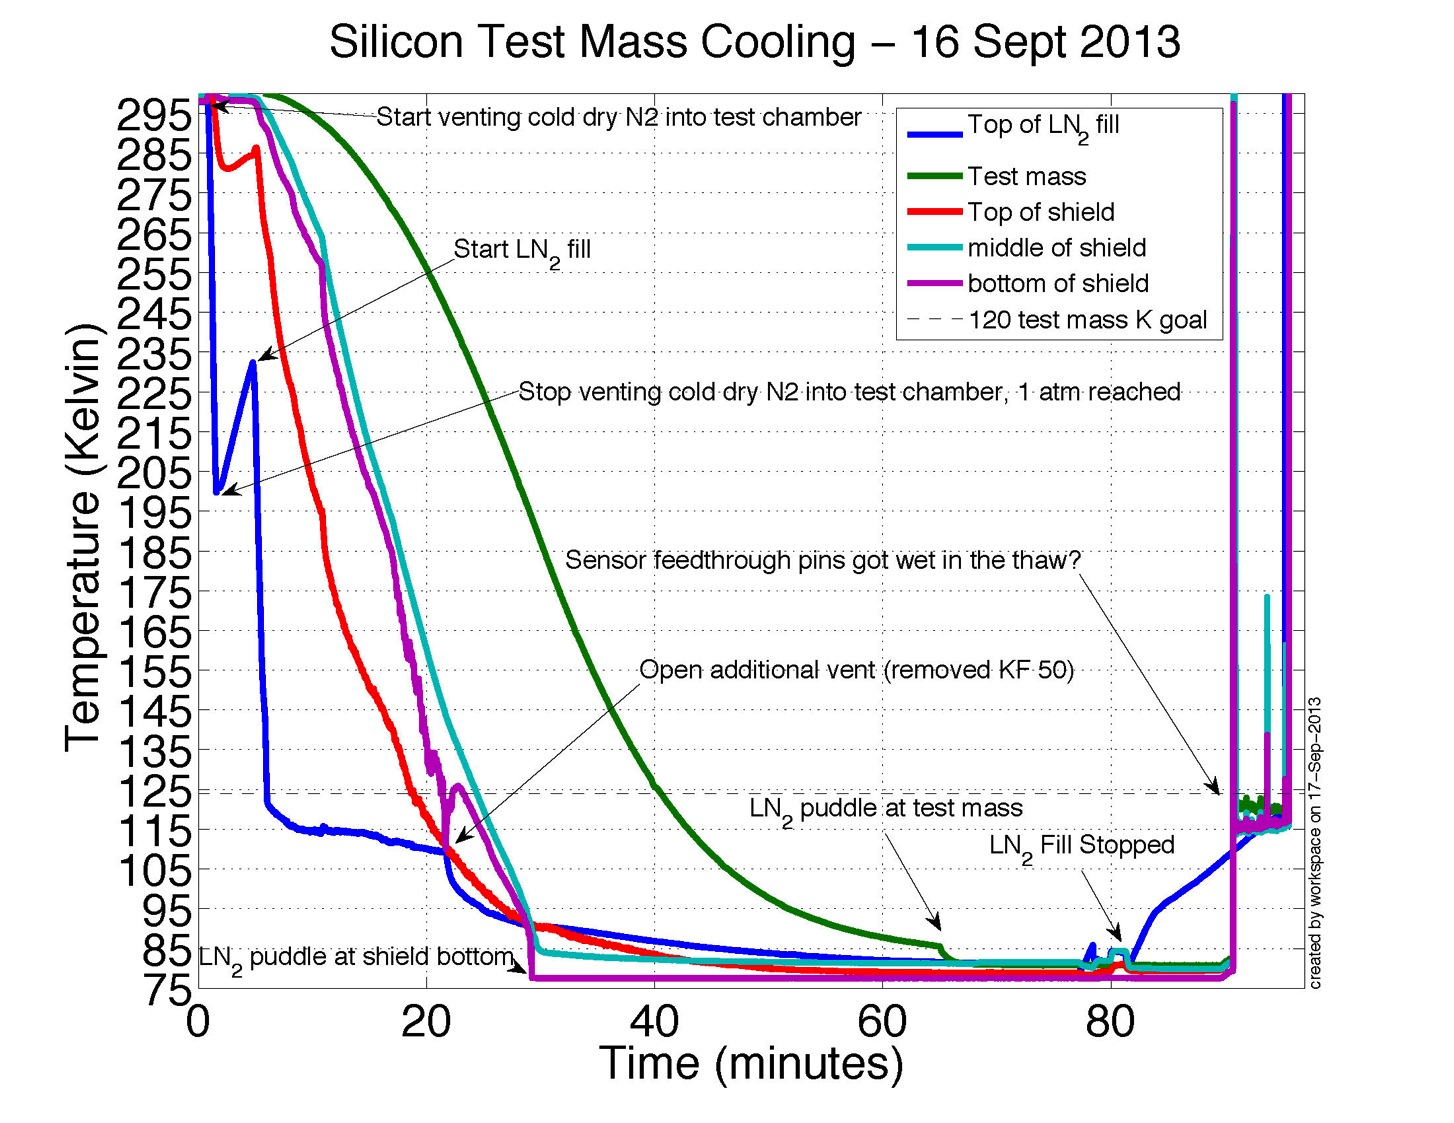 Silicon Test Mass Cooling – 16 Sept 2013
Start venting cold dry N2 into test chamber
Top of LN2 fill
Test mass
Top of shield
middle of shield
bottom of shield
120 test mass K goal
Start LN2 fill
Stop venting cold dry N2 into test chamber, 1 atm reached
Sensor feedthrough pins got wet in the thaw?
Open additional vent (removed KF 50)
LN2 puddle at test mass
LN2 Fill Stopped
LN2 puddle at shield bottom
Temperature (Kelvin)
295
285
275
265
255
245
235
225
215
205
195
185
175
165
155
145
135
125
115
105
95
85
75
0 20 40 60 80
Time (minutes)
created by workspace on 17–Sep–2013